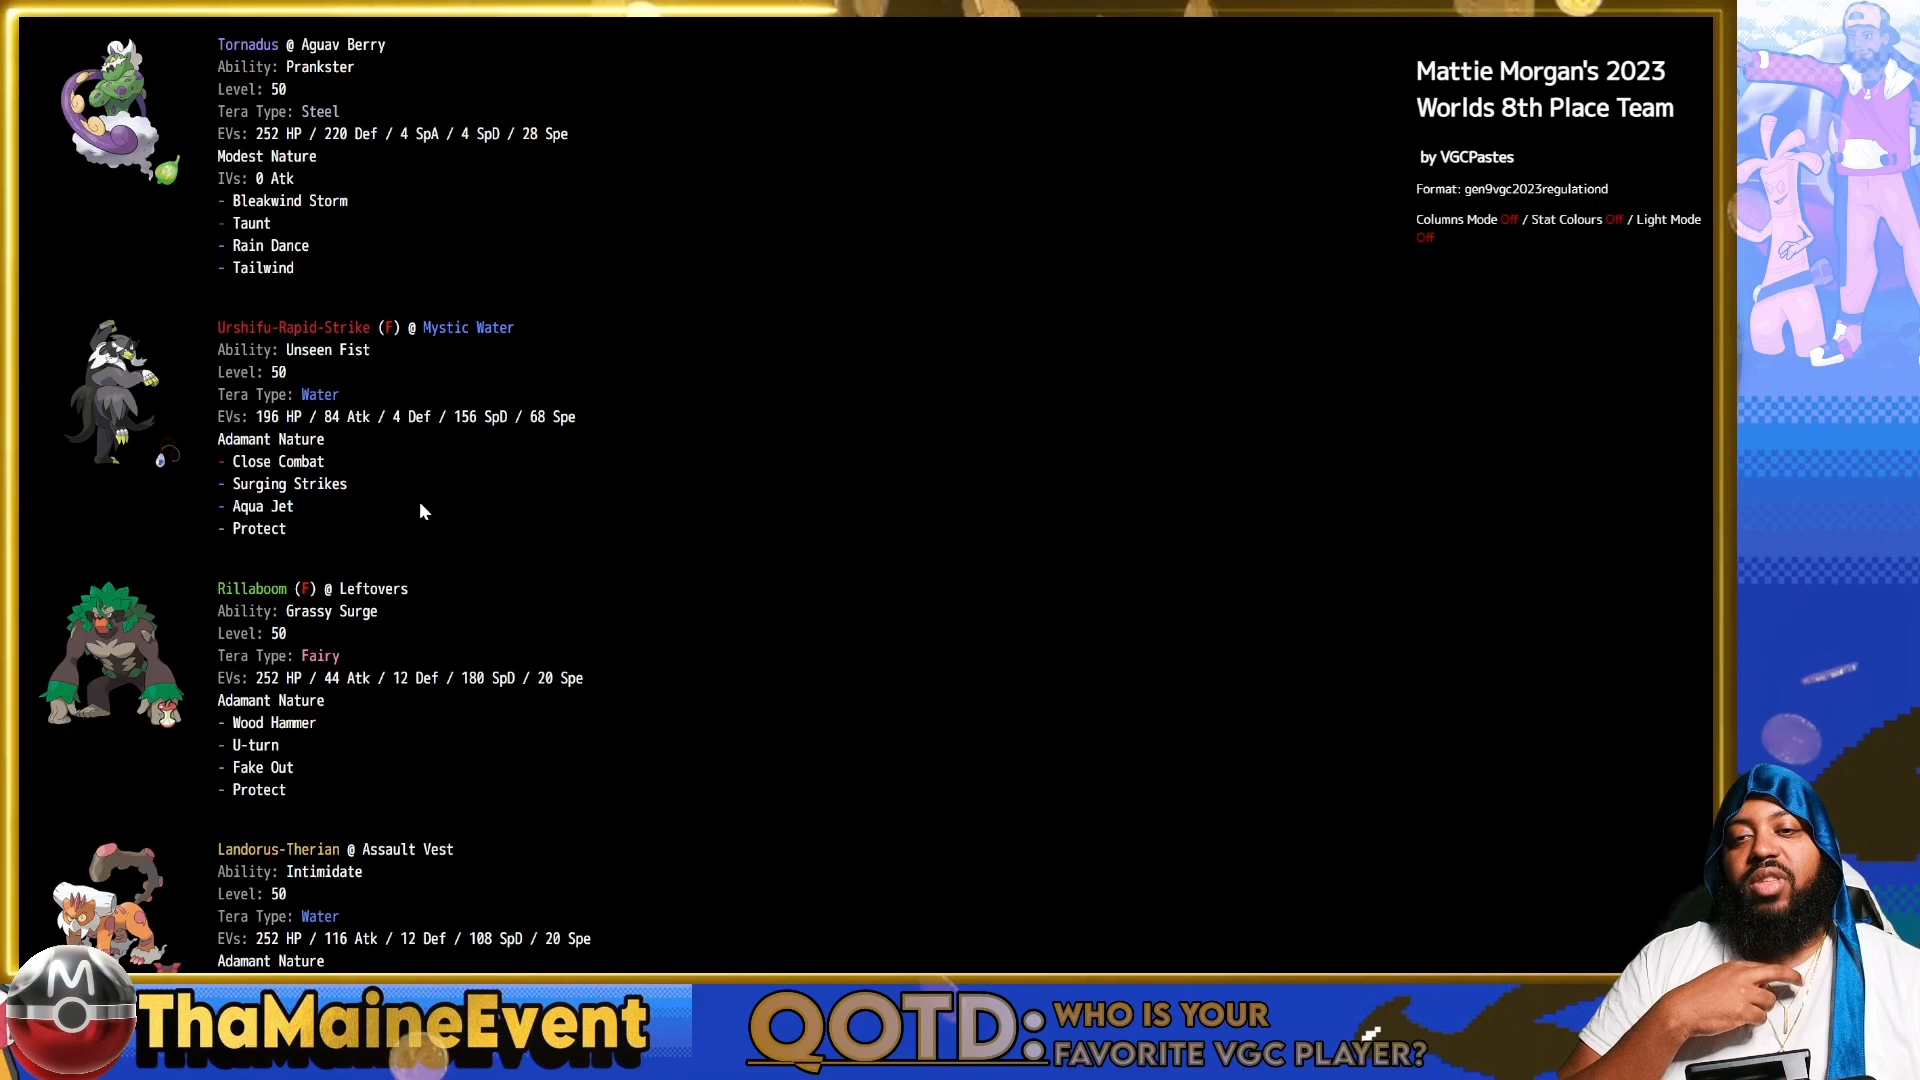 Tornadus @ Aguav Berry
Ability: Prankster
Level: 50
Tera Type: Steel
EVs: 252 HP / 220 Def / 4 SpA / 4 SpD / 28 Spe
Modest Nature
IVs: 0 Atk
- Bleakwind Storm
- Taunt
- Rain Dance
- Tailwind
Urshifu-Rapid-Strike (F) @ Mystic Water
Ability: Unseen Fist
Level: 50
Tera Type: Water
EVs: 196 HP / 84 Atk / 4 Def / 156 SpD / 68 Spe
Adamant Nature
- Close Combat
- Surging Strikes
- Aqua Jet
- Protect
Rillaboom (F) @ Leftovers
Ability: Grassy Surge
Level: 50
Tera Type: Fairy
EVs: 252 HP / 44 Atk / 12 Def / 180 SpD / 20 Spe
Adamant Nature
- Wood Hammer
- U-turn
- Fake Out
- Protect
Landorus-Therian @ Assault Vest
Ability: Intimidate
Level: 50
Tera Type: Water
EVs: 252 HP / 116 Atk / 12 Def / 108 SpD / 20 Spe
Adamant Nature
Mattie Morgan's 2023
Worlds 8th Place Team
by VGCPastes
Format: gen9vgc2023regulationd
Columns Mode Off / Stat Colours Off / Light Mode
Off
M
ThaMaineEvent
QOTD: WHO IS YOUR
FAVORITE VGC PLAYER?